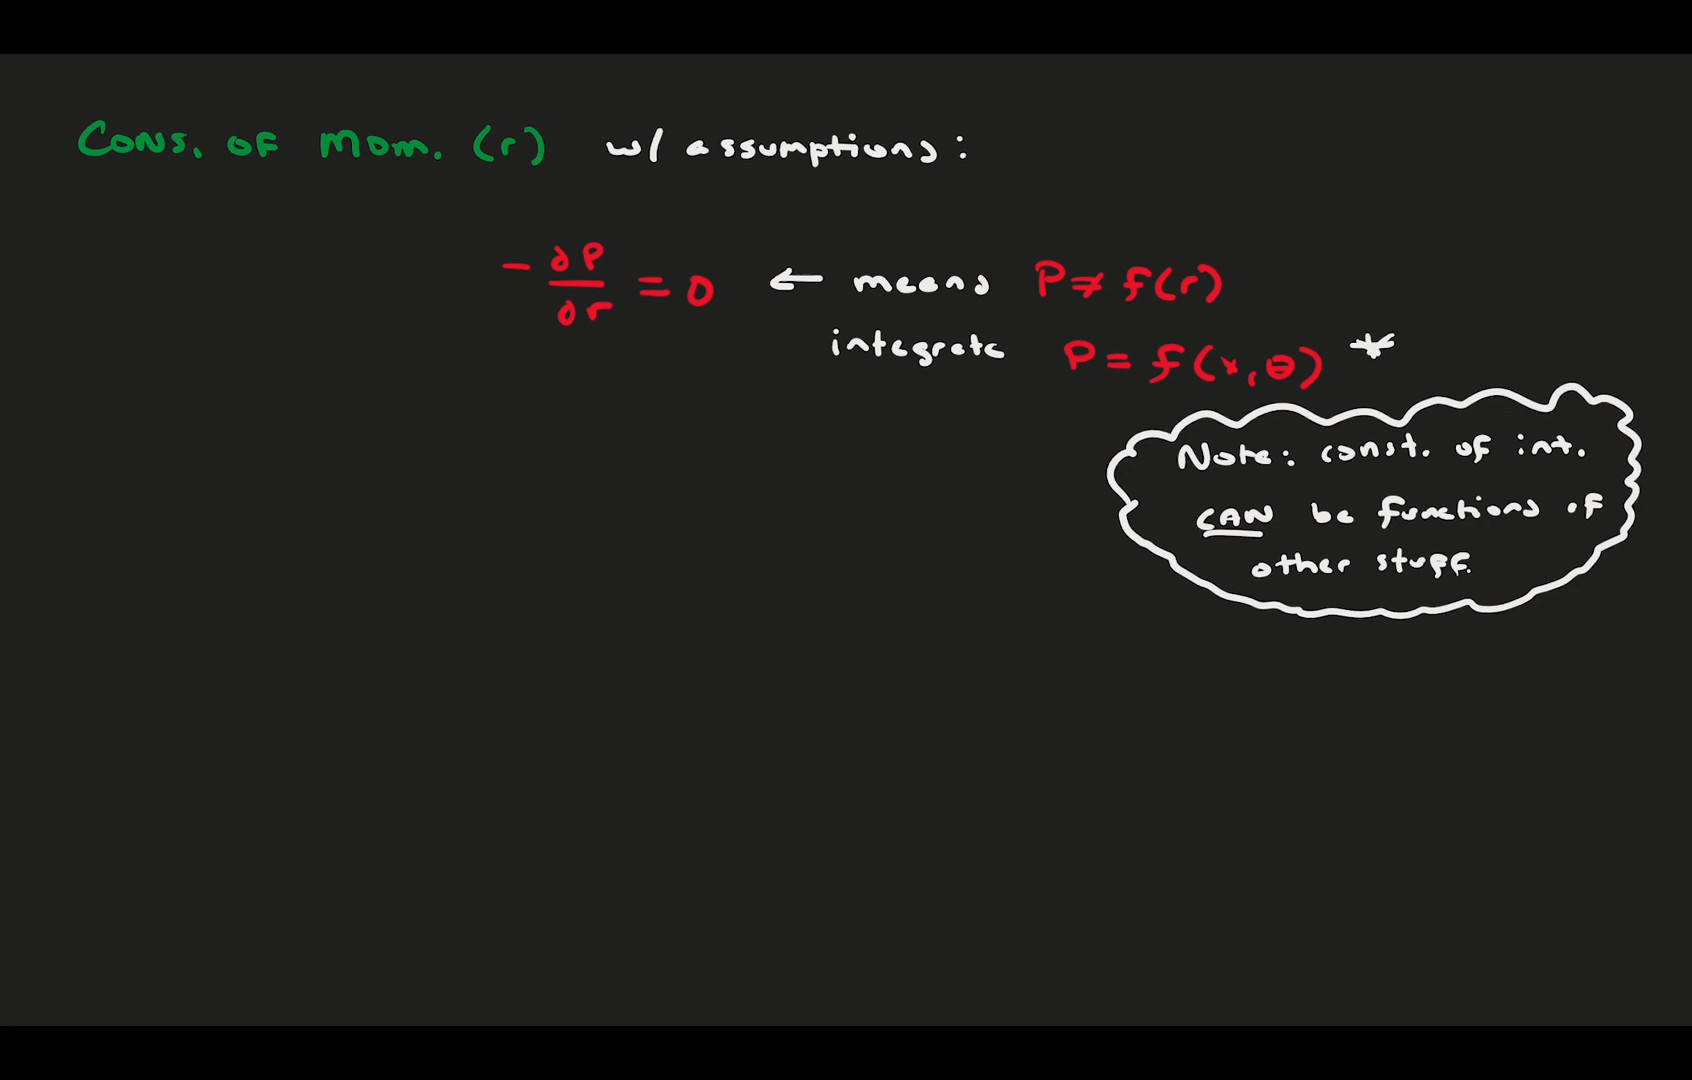 Cons. of Mom. (r) w/ assumptions:
- ∂P/∂r = 0 ← means P ≠ f(r)
integrate P = f(x, θ) *
Note: const. of int.
CAN be functions of
other stuff.